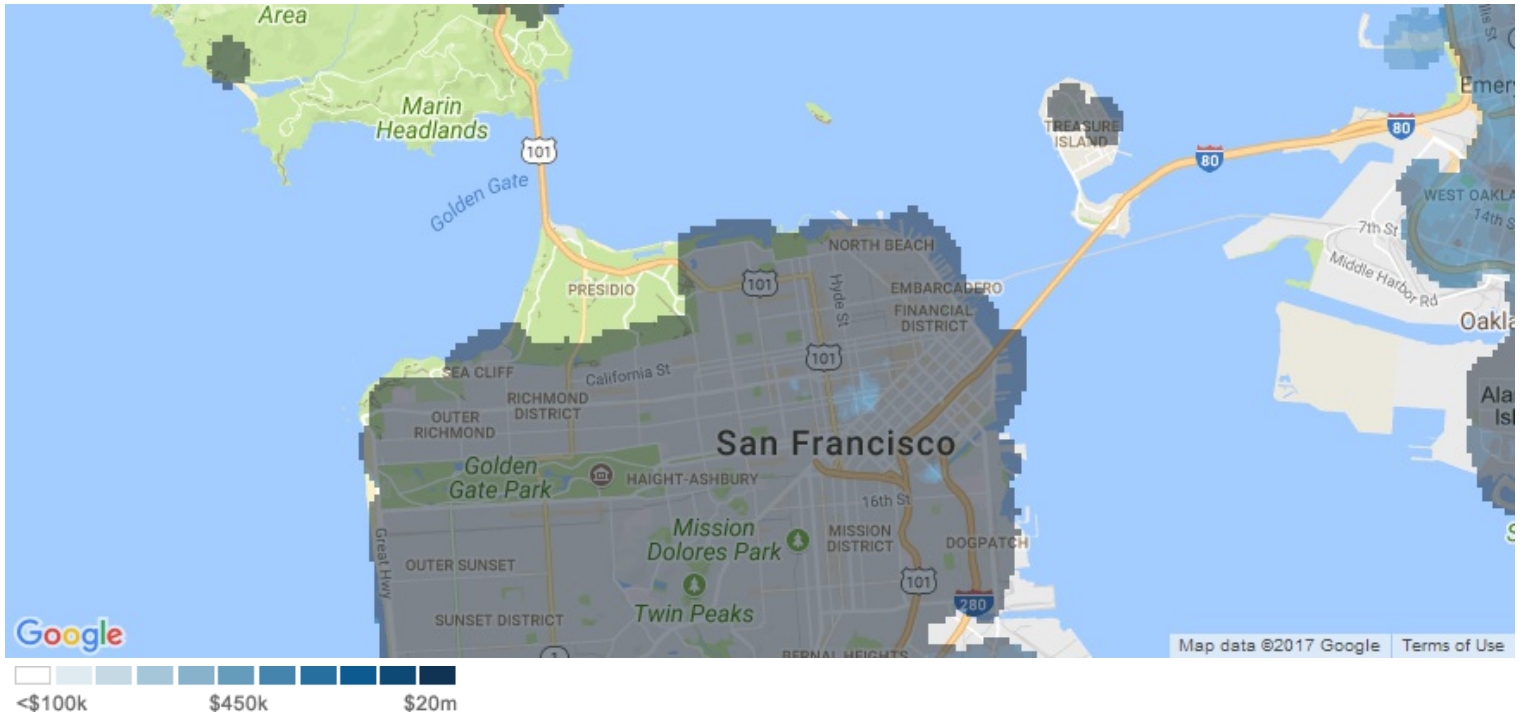 Area
Marin
Headlands
101
Golden Gate
TREASURE
ISLAND
80
80
Emer
WEST OAKLA
14th S
7th St
Middle Harbor Rd
Oakla
PRESIDIO
101
Hyde St
NORTH BEACH
EMBARCADERO
FINANCIAL
DISTRICT
101
SEA CLIFF
California St
RICHMOND
DISTRICT
OUTER
RICHMOND
San Francisco
Golden
Gate Park
HAIGHT-ASHBURY
16th St
Mission
Dolores Park
MISSION
DISTRICT
DOGPATCH
Great Hwy
OUTER SUNSET
101
280
Twin Peaks
SUNSET DISTRICT
1
BERNAL HEIGHTS
Ala
Isl
S
Google
Map data ©2017 Google
Terms of Use
<$100k
$450k
$20m